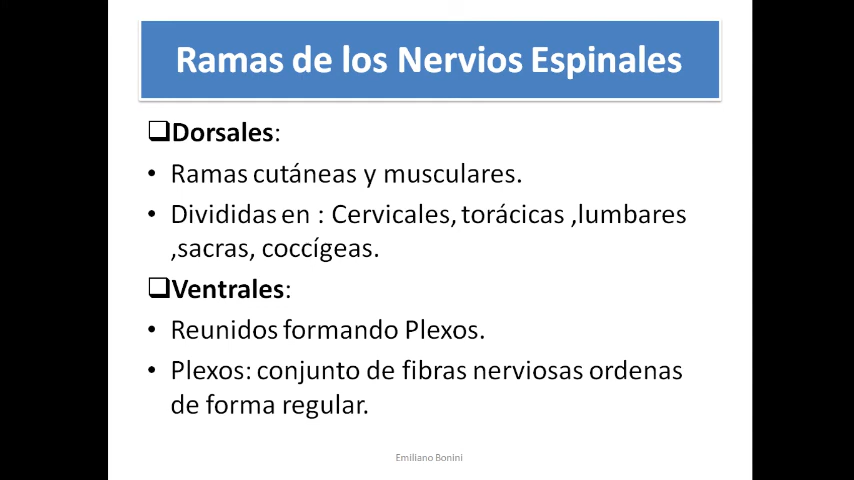 Ramas de los Nervios Espinales
Dorsales:
• Ramas cutáneas y musculares.
• Divididas en : Cervicales, torácicas ,lumbares
,sacras, coccígeas.
Ventrales:
• Reunidos formando Plexos.
• Plexos: conjunto de fibras nerviosas ordenas
de forma regular.
Emiliano Bonini